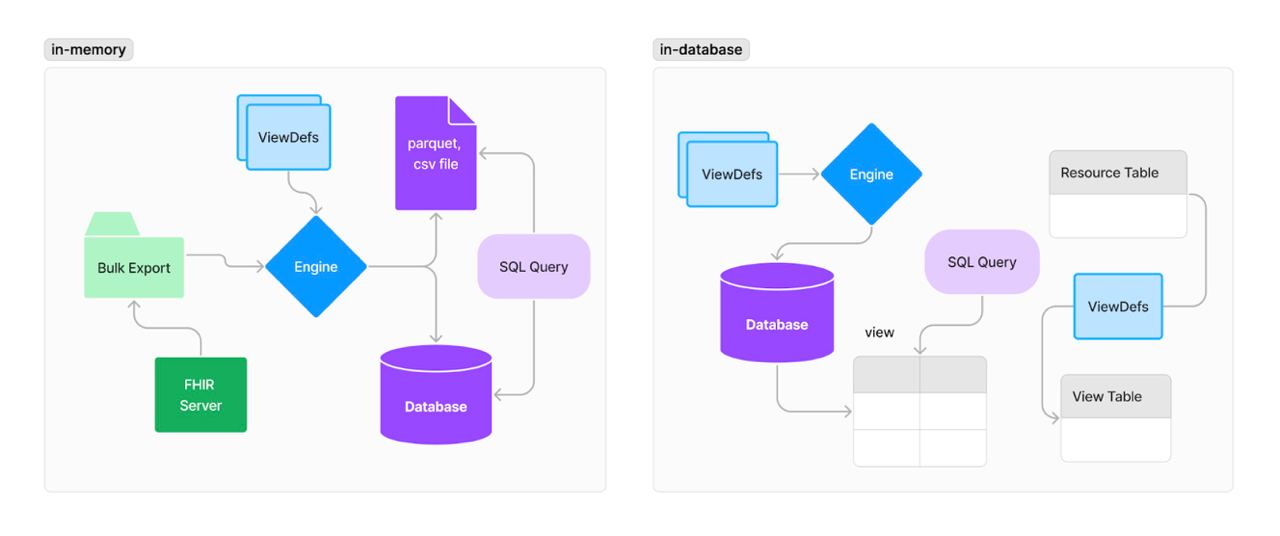 in-memory
ViewDefs
parquet,
csv file
Bulk Export
Engine
SQL Query
FHIR
Server
Database
in-database
ViewDefs
Engine
Resource Table
SQL Query
ViewDefs
Database
view
View Table